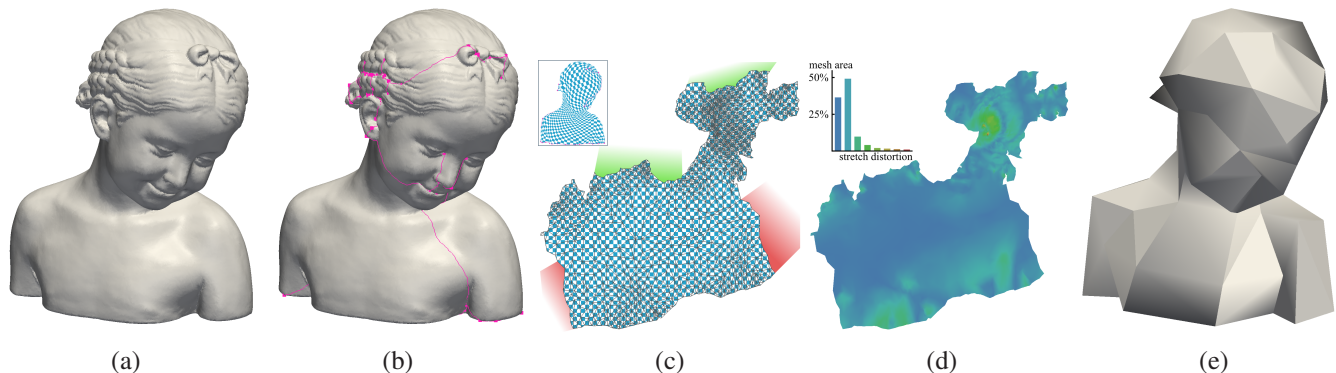 mesh area
50%
25%
stretch distortion
(a)
(b)
(c)
(d)
(e)